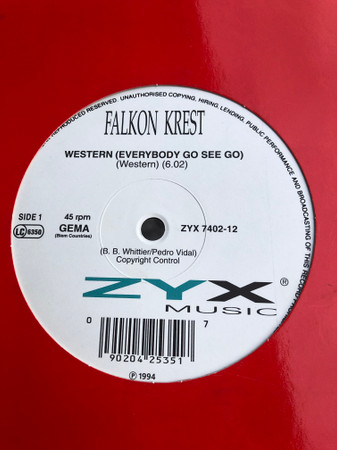 REPRODUCED RESERVED. UNAUTHORISED COPYING, HIRING, LENDING, PUBLIC PERFORMANCE AND BROADCASTING OF THIS RECORD
FALKON KREST
WESTERN (EVERYBODY GO SEE GO)
(Western) (6.02)
SIDE 1
LC 6350
45 rpm
GEMA
(Biem Countries)
ZYX 7402-12
(B. B. Whittier/Pedro Vidal)
Copyright Control
ZYX ®
MUSIC
0 90204 25351 7
℗ 1994